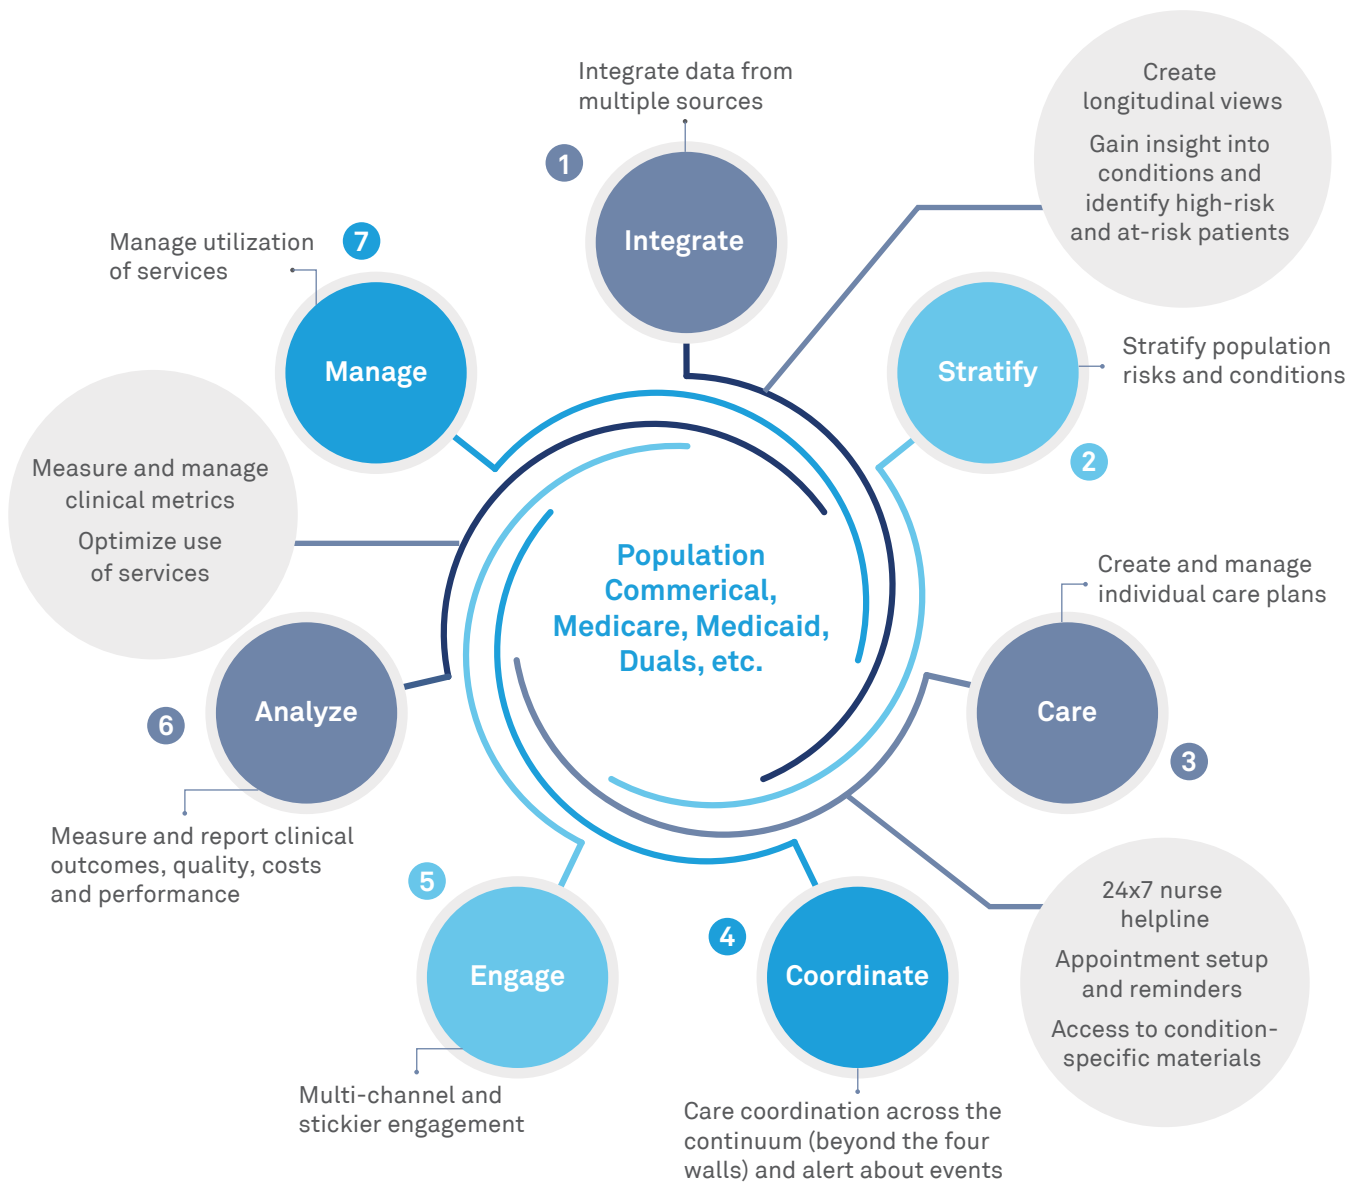 Integrate data from
multiple sources
1
Integrate
Create
longitudinal views
Gain insight into
conditions and
identify high-risk
and at-risk patients
Stratify
Stratify population
risks and conditions
2
Create and manage
individual care plans
Care
3
24x7 nurse
helpline
Appointment setup
and reminders
Access to condition-
specific materials
4
Coordinate
Care coordination across the
continuum (beyond the four
walls) and alert about events
5
Engage
Multi-channel and
stickier engagement
6
Analyze
Measure and report clinical
outcomes, quality, costs
and performance
Measure and manage
clinical metrics
Optimize use
of services
Manage utilization
of services
7
Manage
Population
Commerical,
Medicare, Medicaid,
Duals, etc.